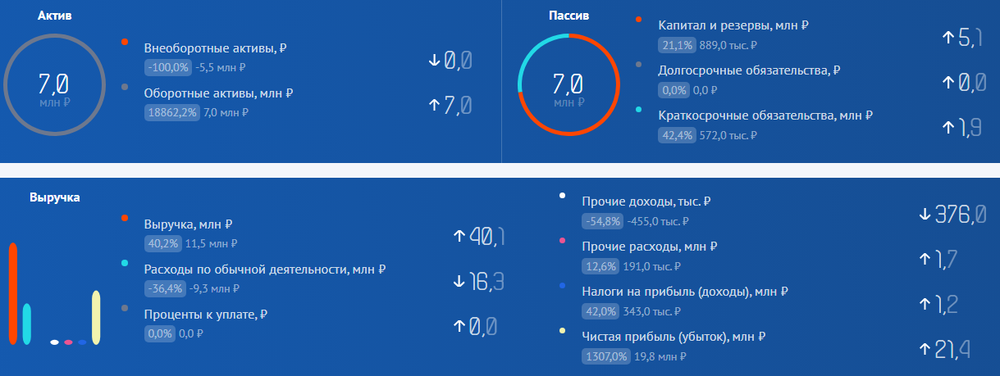 Актив
7,0
млн ₽
Внеоборотные активы, ₽
-100,0% -5,5 млн ₽
↓ 0,0
Оборотные активы, млн ₽
18862,2% 7,0 млн ₽
↑ 7,0
Пассив
7,0
млн ₽
Капитал и резервы, млн ₽
21,1% 889,0 тыс. ₽
↑ 5,1
Долгосрочные обязательства, ₽
0,0% 0,0 ₽
↑ 0,0
Краткосрочные обязательства, млн ₽
42,4% 572,0 тыс. ₽
↑ 1,9
Выручка
Выручка, млн ₽
40,2% 11,5 млн ₽
↑ 40,1
Расходы по обычной деятельности, млн ₽
-36,4% -9,3 млн ₽
↓ 16,3
Проценты к уплате, ₽
0,0% 0,0 ₽
↑ 0,0
Прочие доходы, тыс. ₽
-54,8% -455,0 тыс. ₽
↓ 376,0
Прочие расходы, млн ₽
12,6% 191,0 тыс. ₽
↑ 1,7
Налоги на прибыль (доходы), млн ₽
42,0% 343,0 тыс. ₽
↑ 1,2
Чистая прибыль (убыток), млн ₽
1307,0% 19,8 млн ₽
↑ 21,4